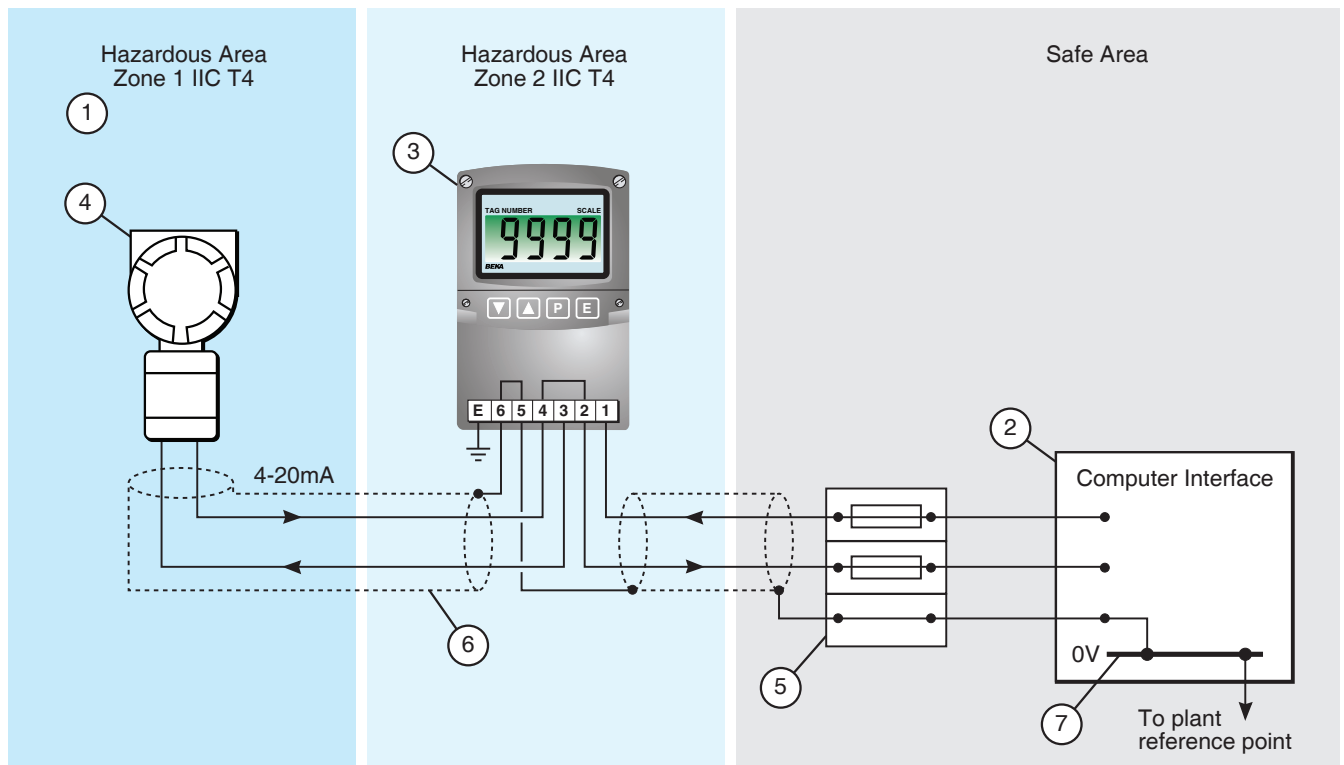 Hazardous Area
Zone 1 IIC T4
Hazardous Area
Zone 2 IIC T4
Safe Area
1
3
4
TAG NUMBER
SCALE
9999
BEKA
P
E
E
6
5
4
3
2
1
2
4-20mA
Computer Interface
6
5
0V
7
To plant
reference point